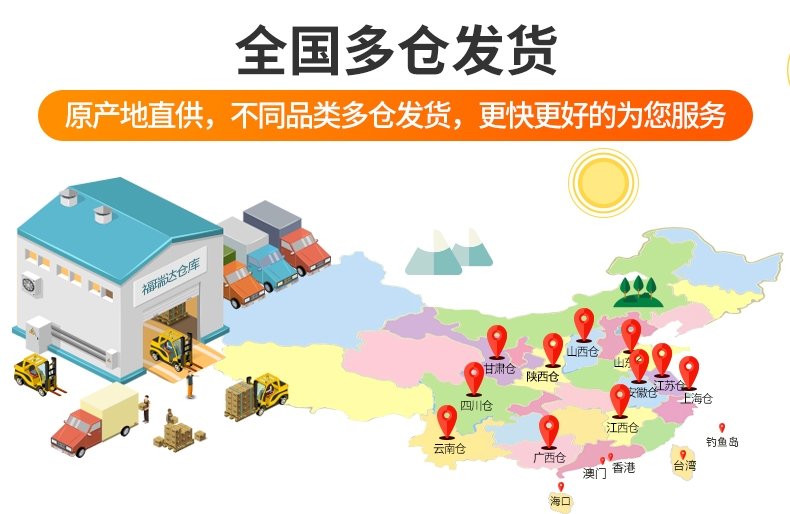 全国多仓发货
原产地直供，不同品类多仓发货，更快更好的为您服务
福瑞达仓库
山西仓
山东
甘肃仓
陕西仓
江苏仓
安徽仓
上海仓
四川仓
江西仓
云南仓
广西仓
钓鱼岛
台湾
香港
澳门
海口